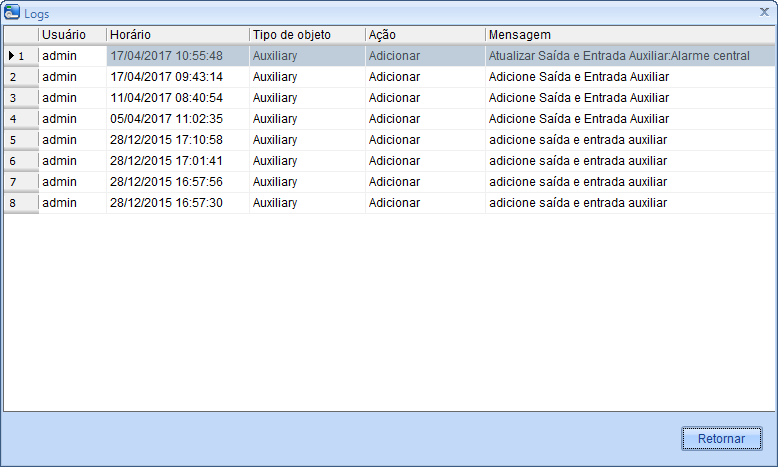 Logs
Usuário Horário Tipo de objeto Ação Mensagem
1 admin 17/04/2017 10:55:48 Auxiliary Adicionar Atualizar Saída e Entrada Auxiliar:Alarme central
2 admin 17/04/2017 09:43:14 Auxiliary Adicionar Adicione Saída e Entrada Auxiliar
3 admin 11/04/2017 08:40:54 Auxiliary Adicionar Adicione Saída e Entrada Auxiliar
4 admin 05/04/2017 11:02:35 Auxiliary Adicionar Adicione Saída e Entrada Auxiliar
5 admin 28/12/2015 17:10:58 Auxiliary Adicionar adicione saída e entrada auxiliar
6 admin 28/12/2015 17:01:41 Auxiliary Adicionar adicione saída e entrada auxiliar
7 admin 28/12/2015 16:57:56 Auxiliary Adicionar adicione saída e entrada auxiliar
8 admin 28/12/2015 16:57:30 Auxiliary Adicionar adicione saída e entrada auxiliar
Retornar